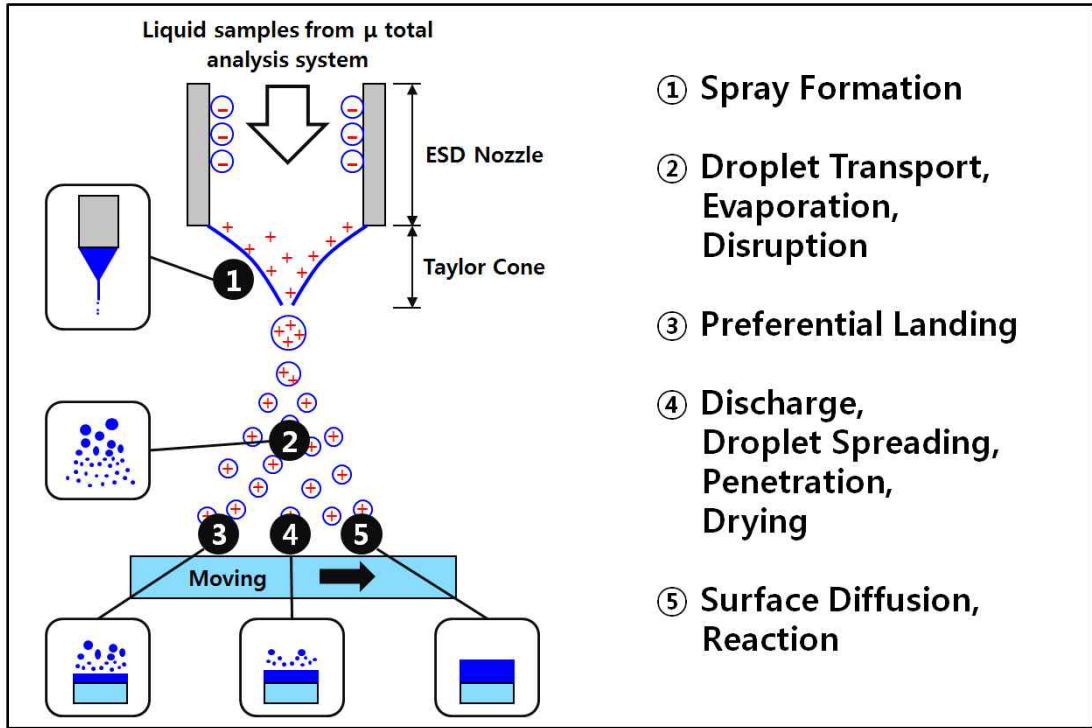 Liquid samples from μ total
analysis system
ESD Nozzle
Taylor Cone
1
2
3
4
5
Moving
① Spray Formation
② Droplet Transport,
Evaporation,
Disruption
③ Preferential Landing
④ Discharge,
Droplet Spreading,
Penetration,
Drying
⑤ Surface Diffusion,
Reaction